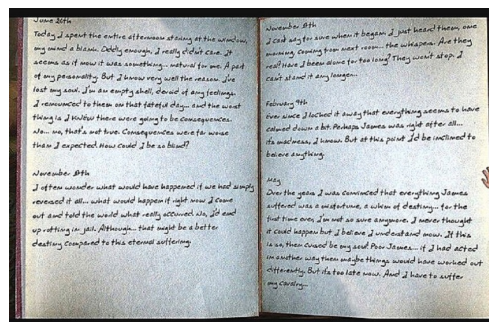 June 26th
Today I spent the entire afternoon staring at the window,
my mind a blank. Oddly enough, I really didn't care. It
seems as if now it was something... natural for me. A part
of my personality. But I know very well the reason. I've
lost my soul. I'm an empty shell, devoid of any feelings.
I renounced to them on that fateful day... and the worst
thing is I knew there were going to be consequences.
No... no, that's not true. Consequences were far worse
than I expected. How could I be so blind?
November 8th
I often wonder what would have happened if we had simply
reversed it all... what would happen if right now I came
out and told the world what really occurred. No, I'd end
up rotting in jail. Although... that might be a better
destiny compared to this eternal suffering.
November 13th
I can't say for sure when it began. I just heard them, one
morning, coming from next room... the whispers. Are they
real? Have I been alone for too long? They won't stop. I
can't stand it any longer...
February 9th
Ever since I locked it away that everything seems to have
calmed down a bit. Perhaps James was right after all...
its madness, I know. But at this point I'd be inclined to
believe anything.
May
Over the years I was convinced that everything James
suffered was a misfortune, a whim of destiny... for the
first time ever, I'm not so sure anymore. I never thought
it could happen but I believe I understand now. If this
is so, then cursed be my soul. Poor James... if I had acted
in another way then maybe things would have worked out
differently. But its too late now. And I have to suffer
my